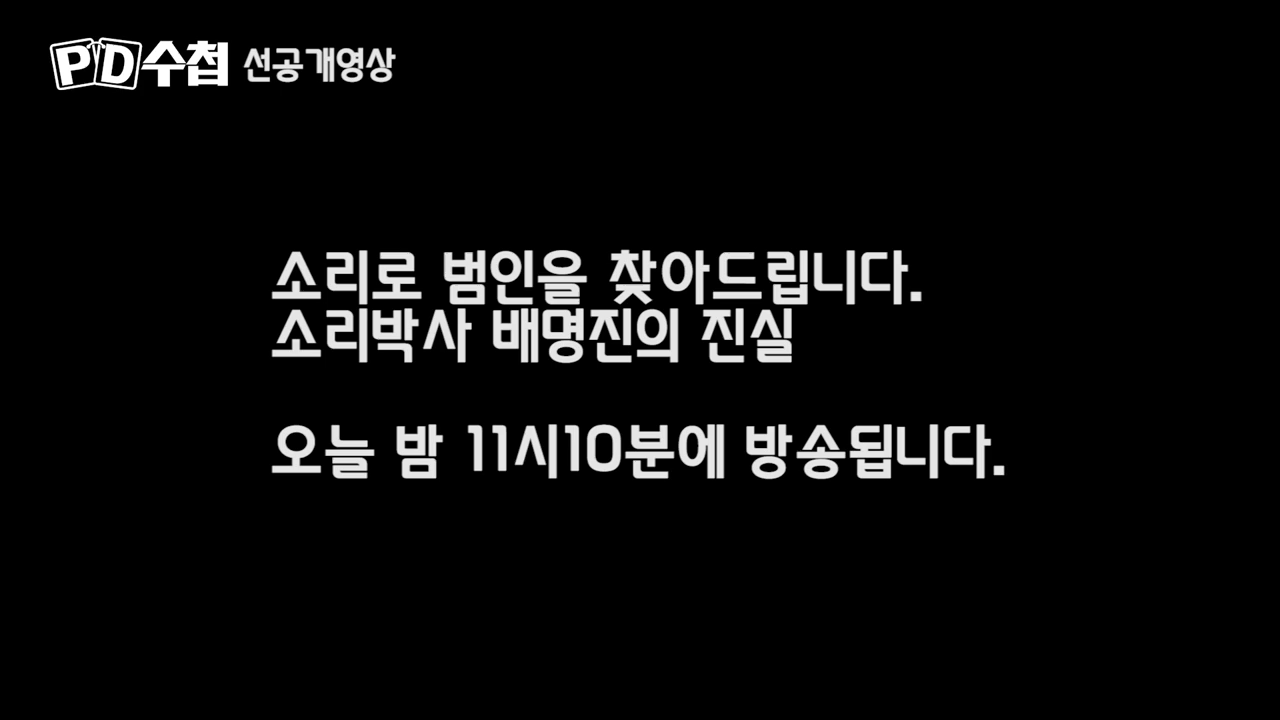 PD수첩 선공개영상
소리로 범인을 찾아드립니다.
소리박사 배명진의 진실
오늘 밤 11시10분에 방송됩니다.